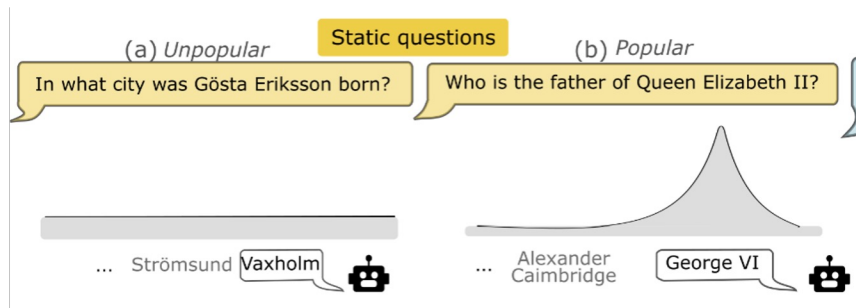 Static questions
(a) Unpopular
In what city was Gösta Eriksson born?
... Strömsund Vaxholm
(b) Popular
Who is the father of Queen Elizabeth II?
... Alexander George VI
Caimbridge